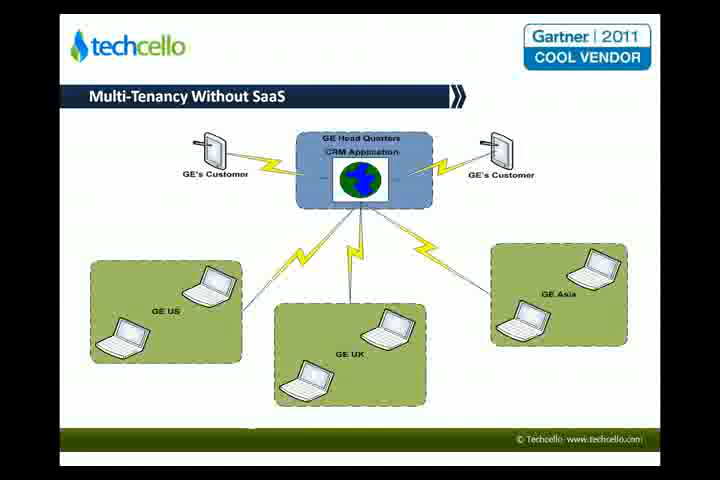 techcello
Gartner | 2011
COOL VENDOR
Multi-Tenancy Without SaaS
GE Head Quarters
CRM Application
GE's Customer
GE's Customer
GE US
GE UK
GE Asia
© Techcello www.techcello.com